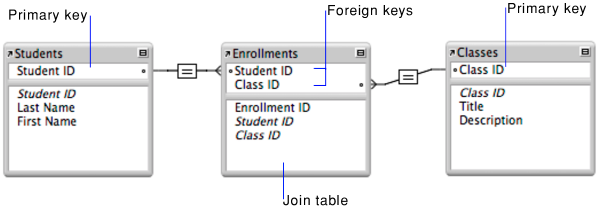 Primary key
Foreign keys
Primary key
Students
Student ID
Student ID
Last Name
First Name
Enrollments
Student ID
Class ID
Enrollment ID
Student ID
Class ID
Classes
Class ID
Class ID
Title
Description
Join table